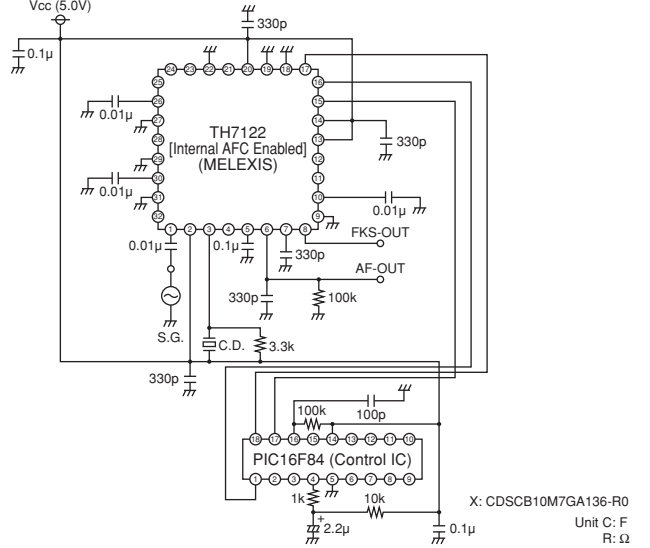 Vcc (5.0V)
330p
0.1µ
24 23 22 21 20 19 18 17
25 16
26 15
0.01µ
27 14
TH7122
28 13
330p
[Internal AFC Enabled]
29 12
(MELEXIS)
30 11
0.01µ
31 10
0.01µ
32 9
1 2 3 4 5 6 7 8
FKS-OUT
0.01µ
0.1µ
330p
AF-OUT
330p
100k
S.G.
C.D.
3.3k
330p
100k
100p
18 17 16 15 14 13 12 11 10
PIC16F84 (Control IC)
1 2 3 4 5 6 7 8 9
1k
10k
+
2.2µ
0.1µ
X: CDSCB10M7GA136-R0
Unit C: F
R: Ω